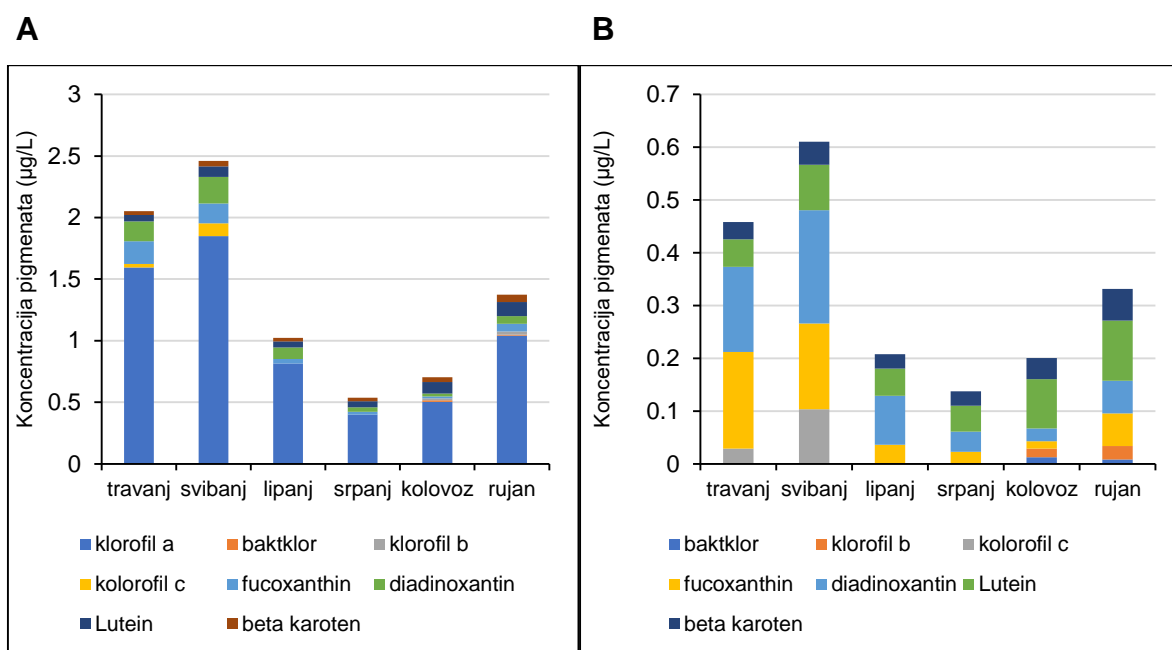 A
B
Koncentracija pigmenata (µg/L)
3
2.5
2
1.5
1
0.5
0
travanj svibanj lipanj srpanj kolovoz rujan
klorofil a baktklor klorofil b
kolorofil c fucoxanthin diadinoxantin
Lutein beta karoten
Koncentracija pigmenata (µg/L)
0.7
0.6
0.5
0.4
0.3
0.2
0.1
0
travanj svibanj lipanj srpanj kolovoz rujan
baktklor klorofil b kolorofil c
fucoxanthin diadinoxantin Lutein
beta karoten